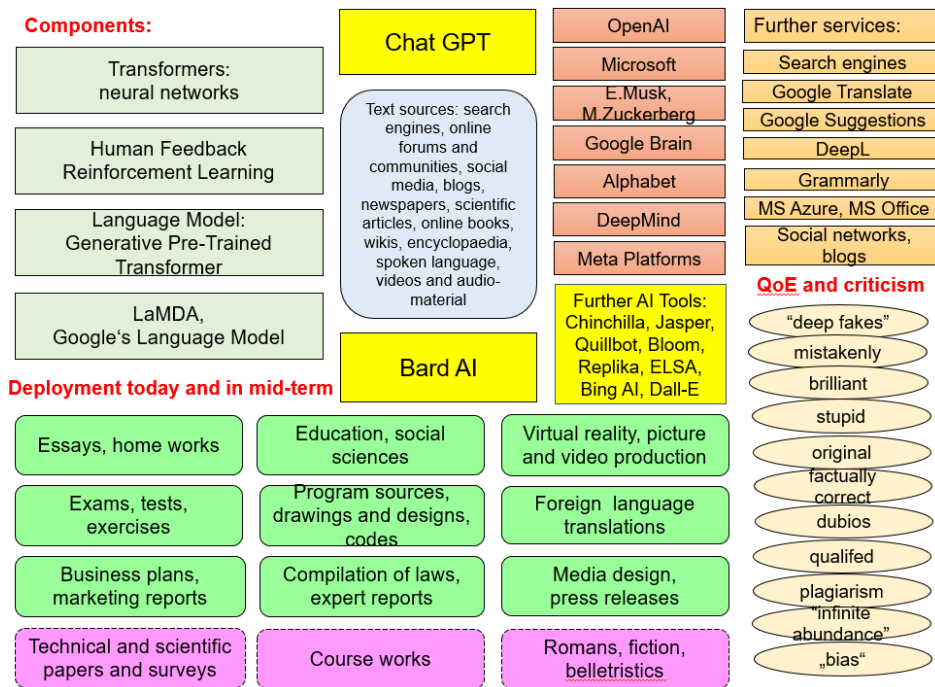 Components:
Transformers:
neural networks
Human Feedback
Reinforcement Learning
Language Model:
Generative Pre-Trained
Transformer
LaMDA,
Google‘s Language Model
Chat GPT
Text sources: search
engines, online
forums and
communities, social
media, blogs,
newspapers, scientific
articles, online books,
wikis, encyclopaedia,
spoken language,
videos and audio-
material
Bard AI
OpenAI
Microsoft
E.Musk,
M.Zuckerberg
Google Brain
Alphabet
DeepMind
Meta Platforms
Further AI Tools:
Chinchilla, Jasper,
Quillbot, Bloom,
Replika, ELSA,
Bing AI, Dall-E
Further services:
Search engines
Google Translate
Google Suggestions
DeepL
Grammarly
MS Azure, MS Office
Social networks,
blogs
QoE and criticism
“deep fakes”
mistakenly
brilliant
stupid
original
factually
correct
dubios
qualifed
plagiarism
“infinite
abundance”
„bias“
Deployment today and in mid-term
Essays, home works
Education, social
sciences
Virtual reality, picture
and video production
Exams, tests,
exercises
Program sources,
drawings and designs,
codes
Foreign language
translations
Business plans,
marketing reports
Compilation of laws,
expert reports
Media design,
press releases
Technical and scientific
papers and surveys
Course works
Romans, fiction,
belletristics